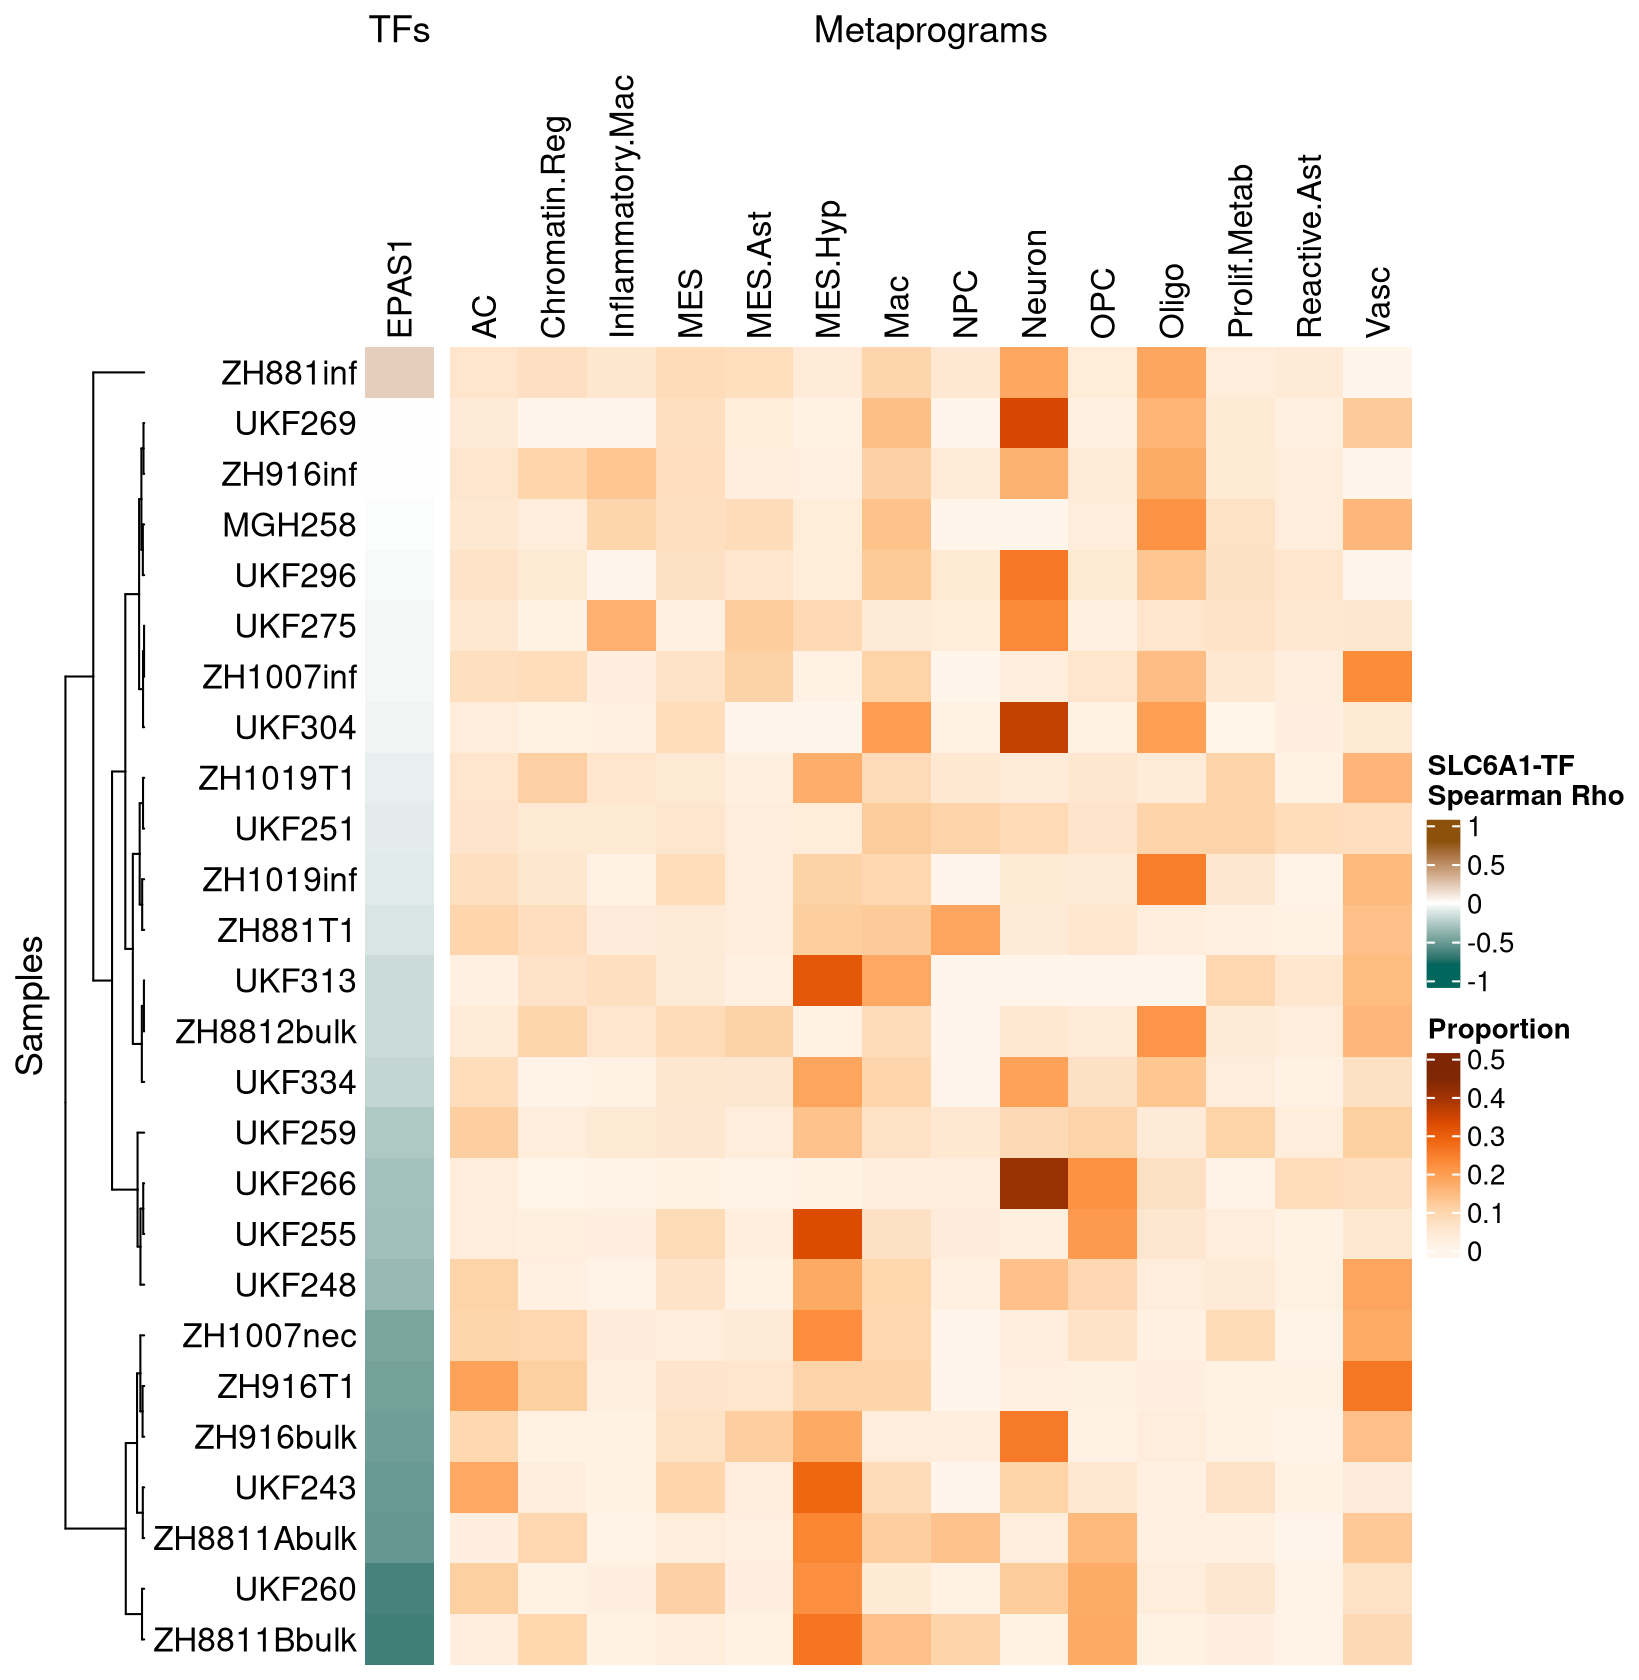 TFs Metaprograms
EPAS1
AC
Chromatin.Reg
Inflammatory.Mac
MES
MES.Ast
MES.Hyp
Mac
NPC
Neuron
OPC
Oligo
Prolif.Metab
Reactive.Ast
Vasc
Samples
ZH881inf
UKF269
ZH916inf
MGH258
UKF296
UKF275
ZH1007inf
UKF304
ZH1019T1
UKF251
ZH1019inf
ZH881T1
UKF313
ZH8812bulk
UKF334
UKF259
UKF266
UKF255
UKF248
ZH1007nec
ZH916T1
ZH916bulk
UKF243
ZH8811Abulk
UKF260
ZH8811Bbulk
SLC6A1-TF
Spearman Rho
1
0.5
0
-0.5
-1
Proportion
0.5
0.4
0.3
0.2
0.1
0